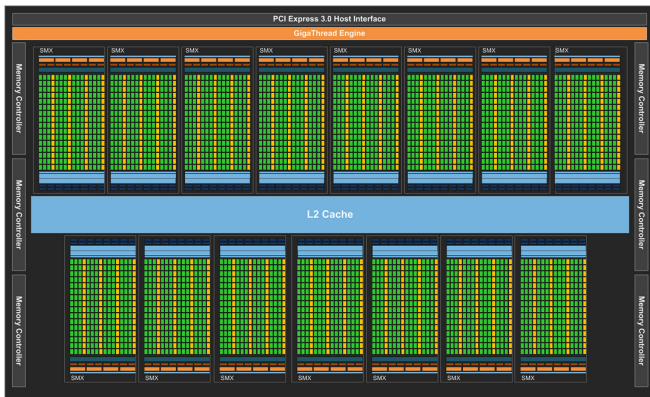 PCI Express 3.0 Host Interface
GigaThread Engine
SMX SMX SMX SMX SMX SMX SMX SMX
Memory Controller
Memory Controller
Memory Controller
L2 Cache
Memory Controller
Memory Controller
Memory Controller
SMX SMX SMX SMX SMX SMX SMX